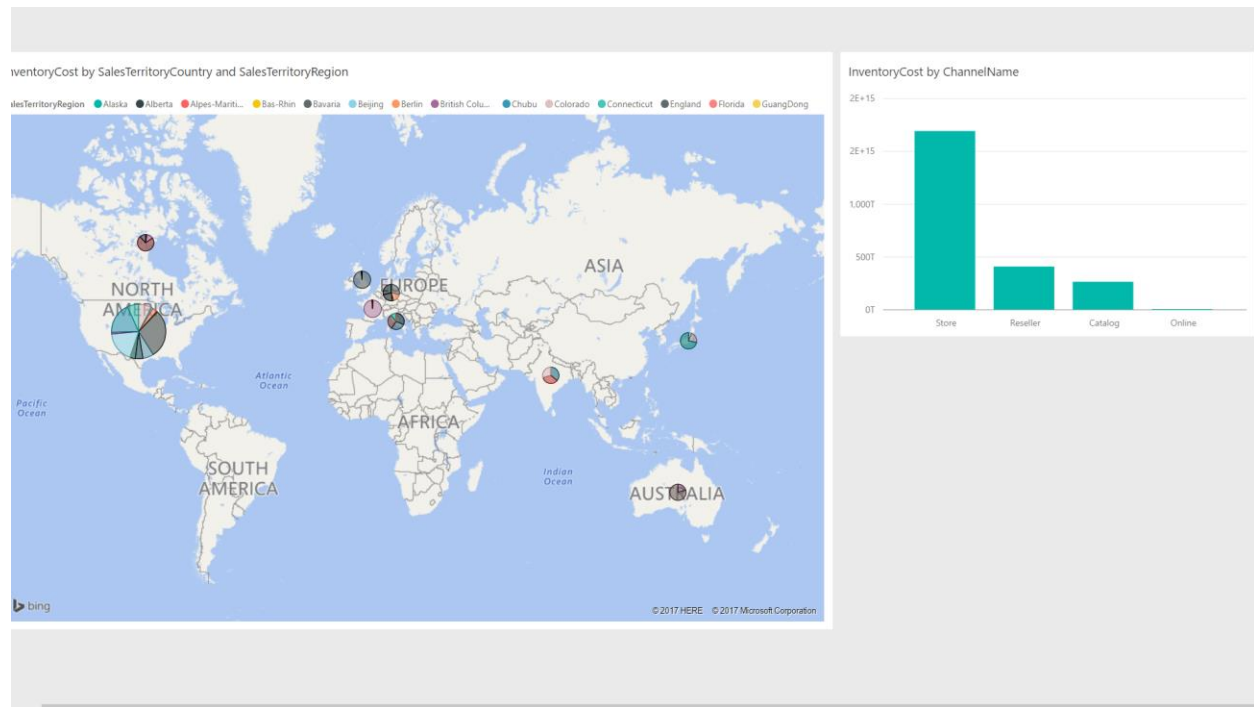 nventoryCost by SalesTerritoryCountry and SalesTerritoryRegion
alesTerritoryRegion Alaska Alberta Alpes-Mariti... Bas-Rhin Bavaria Beijing Berlin British Colu... Chubu Colorado Connecticut England Florida GuangDong
NORTH
AMERICA
EUROPE
ASIA
Atlantic
Ocean
Pacific
Ocean
AFRICA
SOUTH
AMERICA
Indian
Ocean
AUSTRALIA
bing
© 2017 HERE © 2017 Microsoft Corporation
InventoryCost by ChannelName
2E+15
2E+15
1,000T
500T
0T
Store Reseller Catalog Online